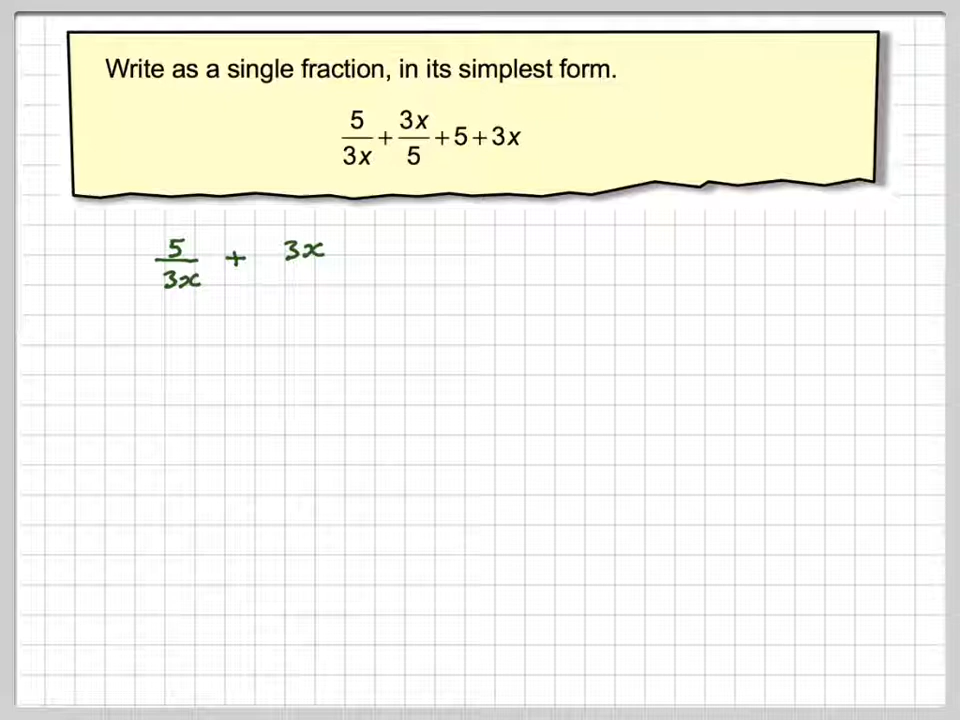 Write as a single fraction, in its simplest form.
5/3x + 3x/5 + 5 + 3x
5/3x + 3x